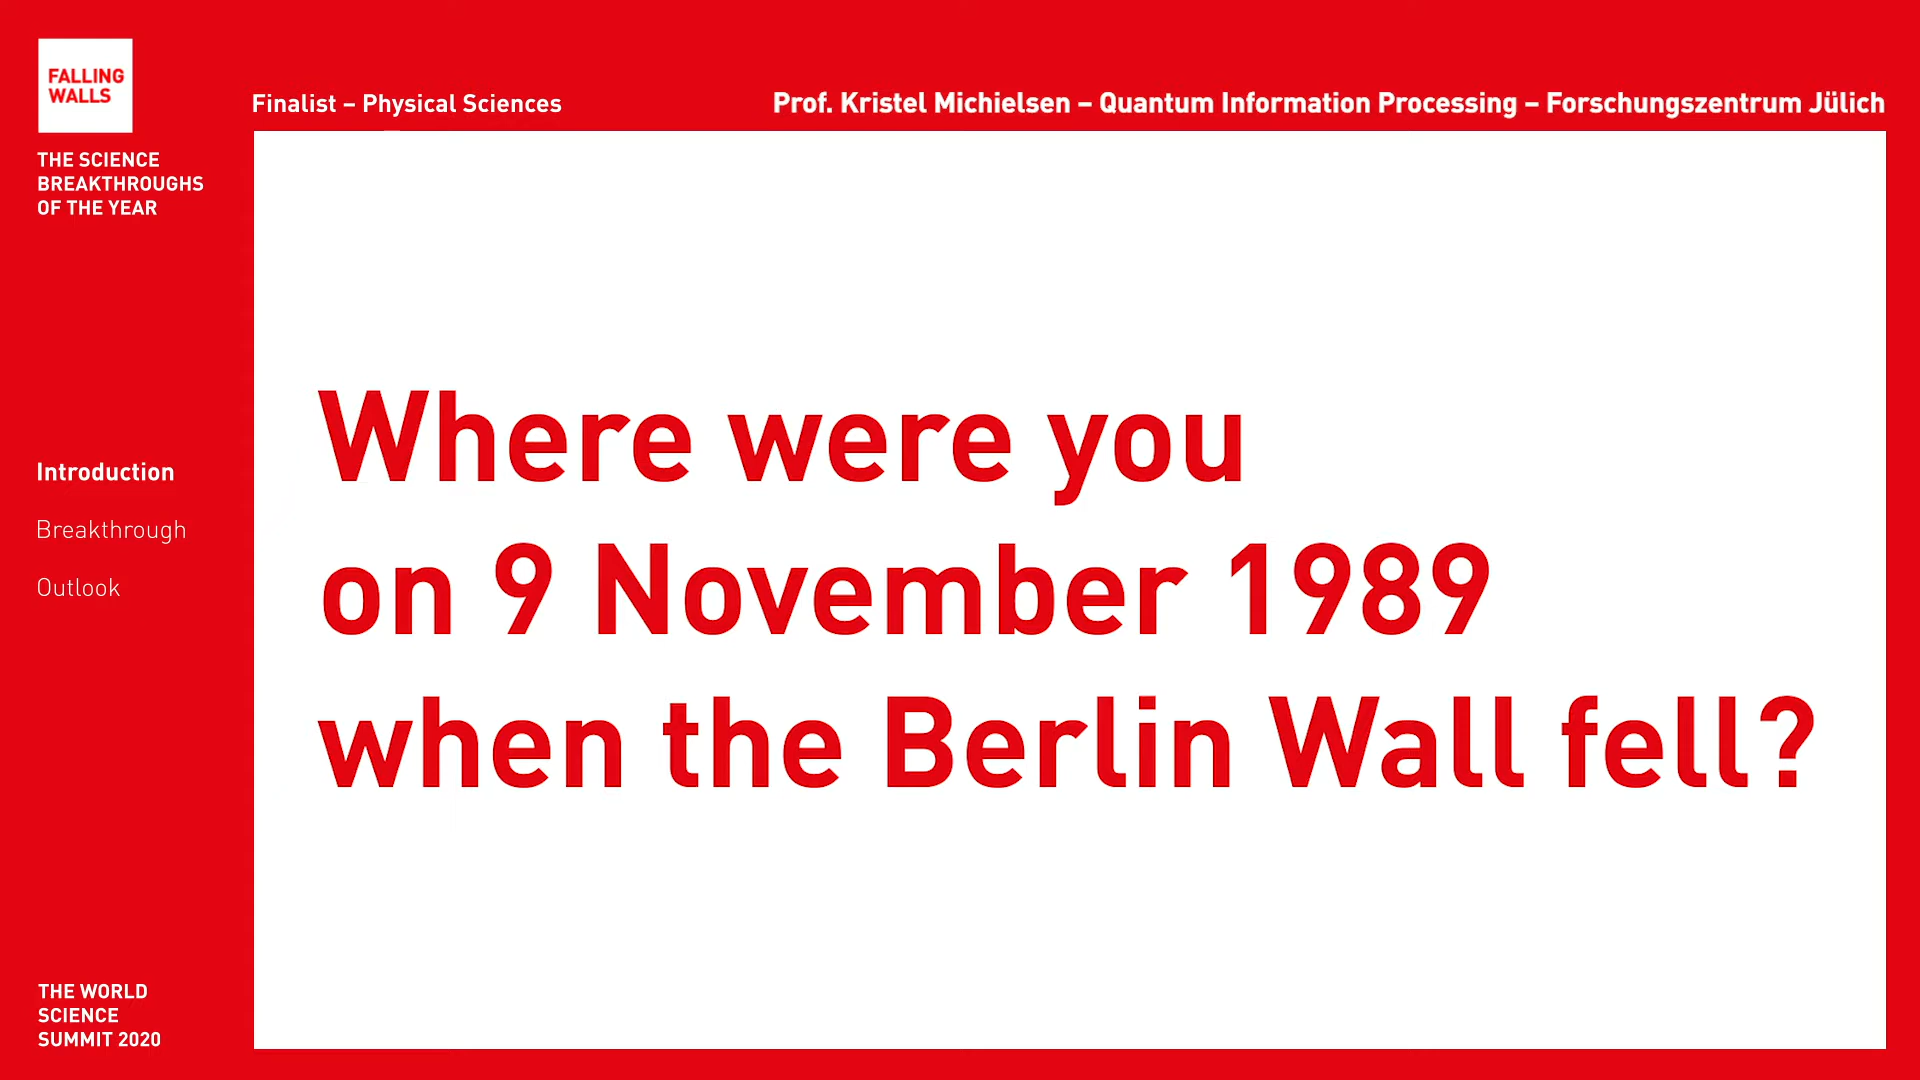 FALLING
WALLS
THE SCIENCE
BREAKTHROUGHS
OF THE YEAR
Finalist – Physical Sciences
Prof. Kristel Michielsen – Quantum Information Processing – Forschungszentrum Jülich
Introduction
Breakthrough
Outlook
Where were you
on 9 November 1989
when the Berlin Wall fell?
THE WORLD
SCIENCE
SUMMIT 2020